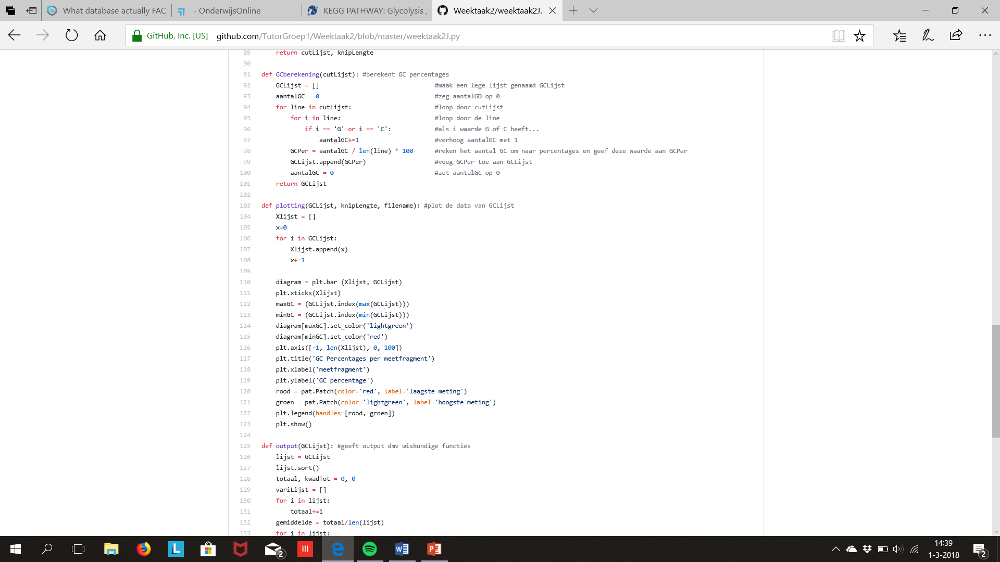 What database actually FAC
- OnderwijsOnline
KEGG PATHWAY: Glycolysis
Weektaak2/weektaak2J.
GitHub, Inc. [US] github.com/TutorGroep1/Weektaak2/blob/master/weektaak2J.py
89 return cutLijst, knipLengte
90
91 def GCberekening(cutLijst): #berekent GC percentages
92 GCLijst = [] #maak een lege lijst genaamd GCLijst
93 aantalGC = 0 #zeg aantalGD op 0
94 for line in cutLijst: #loop door cutLijst
95 for i in line: #loop door de line
96 if i == 'G' or i == 'C': #als i waarde G of C heeft...
97 aantalGC+=1 #verhoog aantalGC met 1
98 GCPer = aantalGC / len(line) * 100 #reken het aantal GC om naar percentages en geef deze waarde aan GCPer
99 GCLijst.append(GCPer) #voeg GCPer toe aan GCLijst
100 aantalGC = 0 #zet aantalGC op 0
101 return GCLijst
102
103 def plotting(GCLijst, knipLengte, filename): #plot de data van GCLijst
104 Xlijst = []
105 x=0
106 for i in GCLijst:
107 Xlijst.append(x)
108 x+=1
109
110 diagram = plt.bar (Xlijst, GCLijst)
111 plt.xticks(Xlijst)
112 maxGC = (GCLijst.index(max(GCLijst)))
113 minGC = (GCLijst.index(min(GCLijst)))
114 diagram[maxGC].set_color('lightgreen')
115 diagram[minGC].set_color('red')
116 plt.axis([-1, len(Xlijst), 0, 100])
117 plt.title('GC Percentages per meetfragment')
118 plt.xlabel('meetfragment')
119 plt.ylabel('GC percentage')
120 rood = pat.Patch(color='red', label='laagste meting')
121 groen = pat.Patch(color='lightgreen', label='hoogste meting')
122 plt.legend(handles=[rood, groen])
123 plt.show()
124
125 def output(GCLijst): #geeft output dmv wiskundige functies
126 lijst = GCLijst
127 lijst.sort()
128 totaal, kwadTot = 0, 0
129 variLijst = []
130 for i in lijst:
131 totaal+=i
132 gemiddelde = totaal/len(lijst)
133 for i in lijst:
L
2
14:39
1-3-2018
2